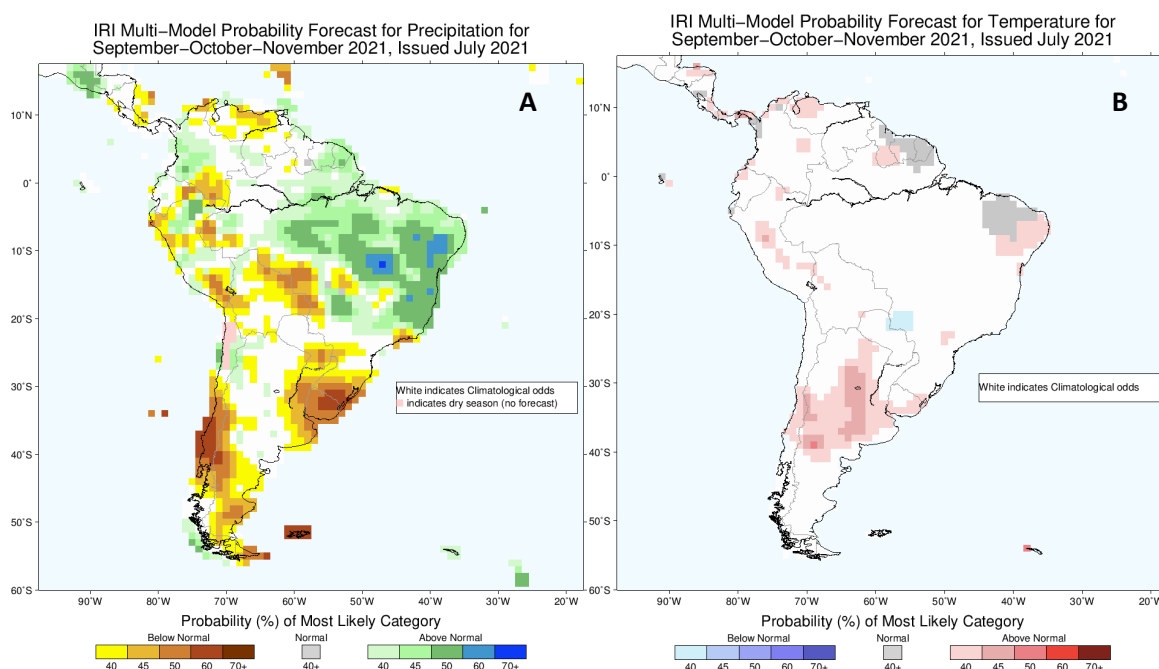 IRI Multi-Model Probability Forecast for Precipitation for
September-October-November 2021, Issued July 2021
A
10°N
0°
10°S
20°S
30°S
40°S
50°S
60°S
90°W 80°W 70°W 60°W 50°W 40°W 30°W 20°W
White indicates Climatological odds
indicates dry season (no forecast)
Probability (%) of Most Likely Category
Below Normal Normal Above Normal
40 45 50 60 70+ 40+ 40 45 50 60 70+
IRI Multi-Model Probability Forecast for Temperature for
September-October-November 2021, Issued July 2021
B
10°N
0°
10°S
20°S
30°S
40°S
50°S
60°S
90°W 80°W 70°W 60°W 50°W 40°W 30°W 20°W
White indicates Climatological odds
Probability (%) of Most Likely Category
Below Normal Normal Above Normal
40 45 50 60 70+ 40+ 40 45 50 60 70+